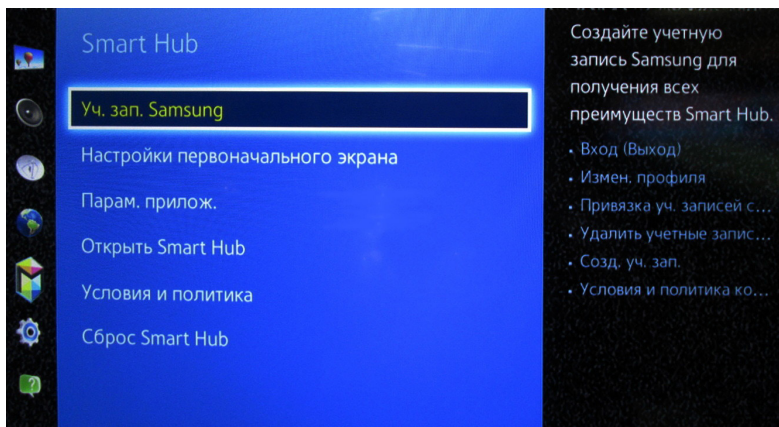 Smart Hub
Уч. зап. Samsung
Настройки первоначального экрана
Парам. прилож.
Открыть Smart Hub
Условия и политика
Сброс Smart Hub
Создайте учетную
запись Samsung для
получения всех
преимуществ Smart Hub.
• Вход (Выход)
• Измен. профиля
• Привязка уч. записей с...
• Удалить учетные запис...
• Созд. уч. зап.
• Условия и политика ко...